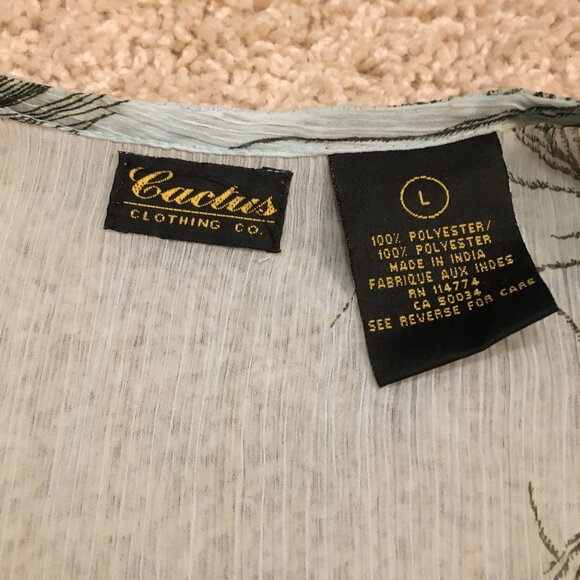 Cactus
CLOTHING CO.
L
100% POLYESTER/
100% POLYESTER
MADE IN INDIA
FABRIQUE AUX INDES
RN 114774
CA 50034
SEE REVERSE FOR CARE